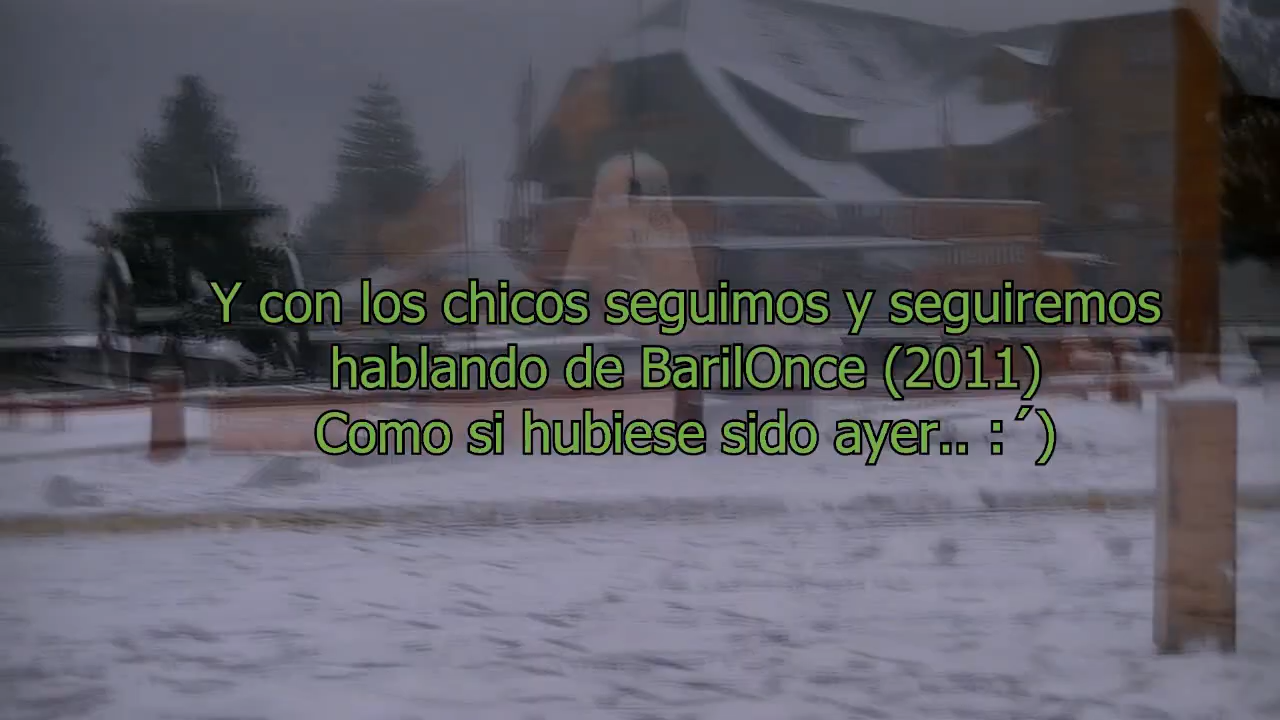 Y con los chicos seguimos y seguiremos
hablando de BarilOnce (2011)
Como si hubiese sido ayer.. :´)